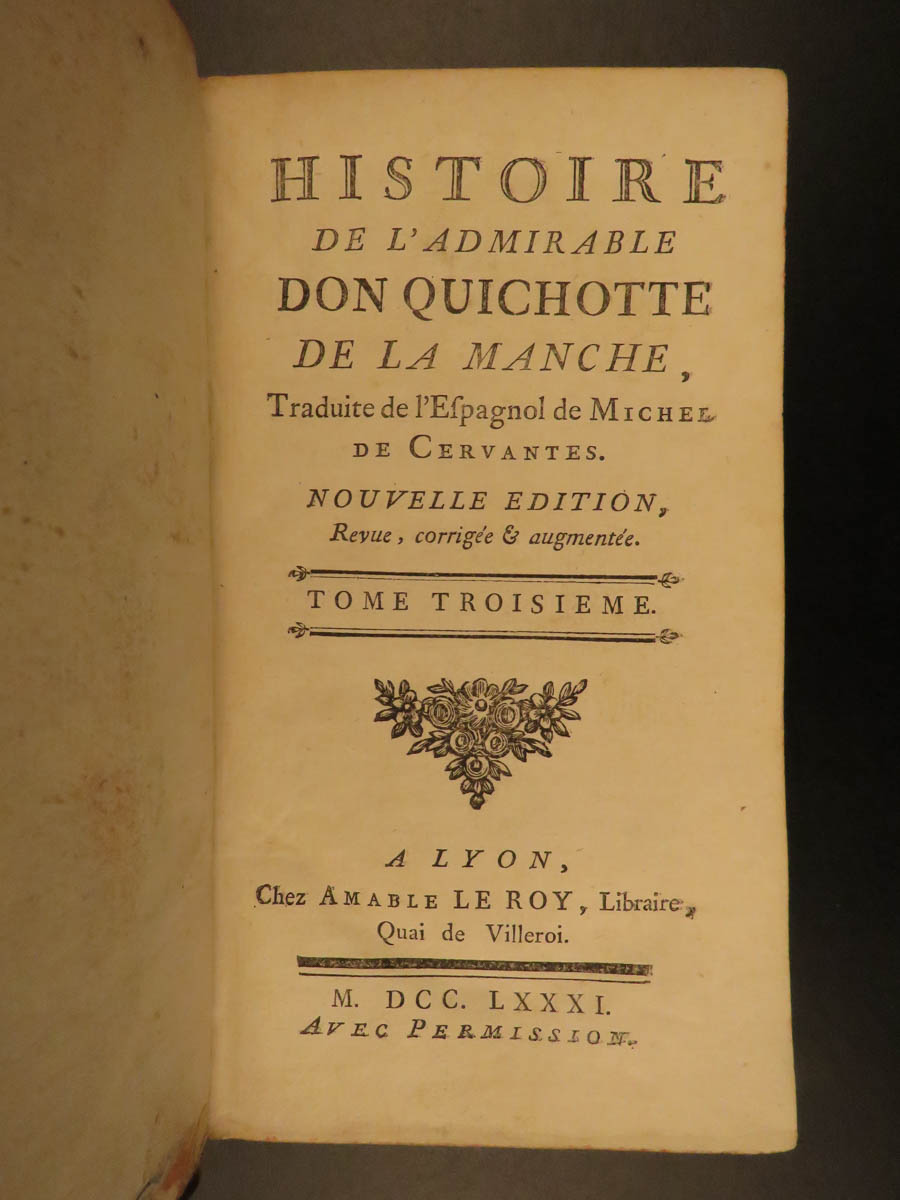 HISTOIRE
DE L'ADMIRABLE
DON QUICHOTTE
DE LA MANCHE,
Traduite de l'Eſpagnol de MICHEL
DE CERVANTES.
NOUVELLE EDITION,
Revue, corrigée & augmentée.
TOME TROISIEME.
A LYON,
Chez AMABLE LE ROY, Libraire,
Quai de Villeroi.
M. DCC. LXXXI.
AVEC PERMISSION.